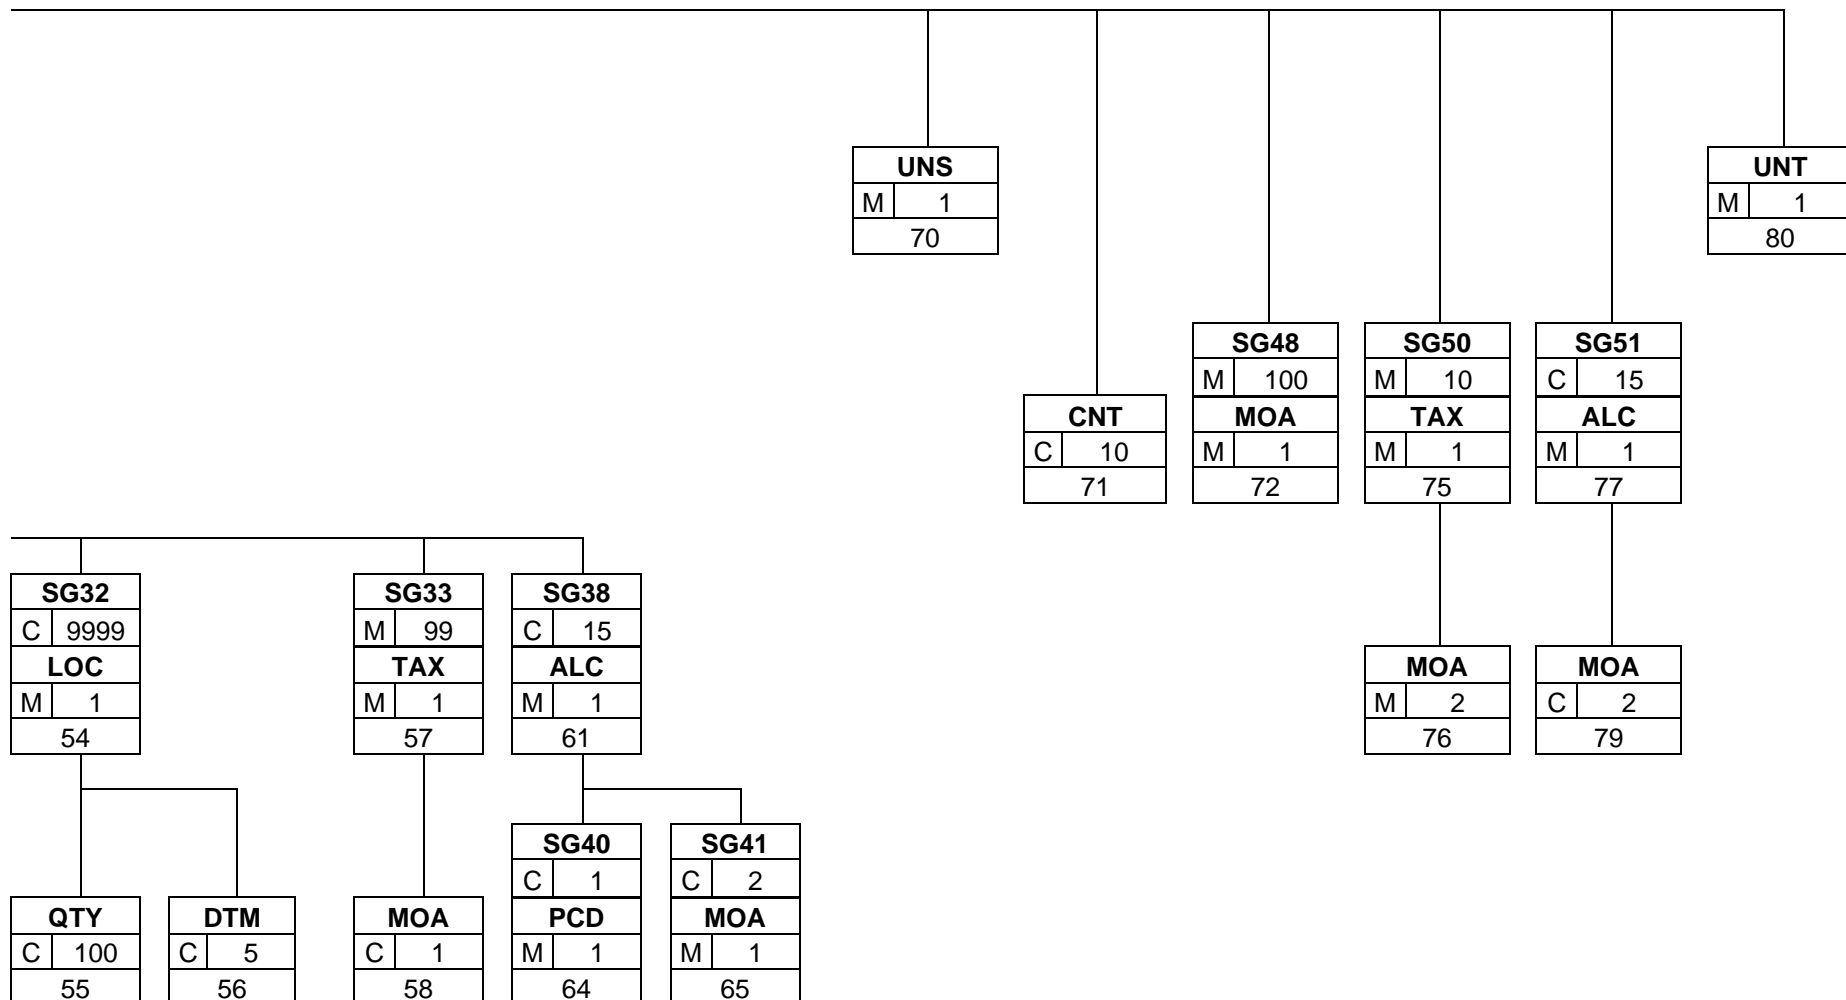 UNS
M 1
70
UNT
M 1
80
CNT
C 10
71
SG48
M 100
MOA
M 1
72
SG50
M 10
TAX
M 1
75
SG51
C 15
ALC
M 1
77
MOA
M 2
76
MOA
C 2
79
SG32
C 9999
LOC
M 1
54
SG33
M 99
TAX
M 1
57
SG38
C 15
ALC
M 1
61
QTY
C 100
55
DTM
C 5
56
MOA
C 1
58
SG40
C 1
PCD
M 1
64
SG41
C 2
MOA
M 1
65